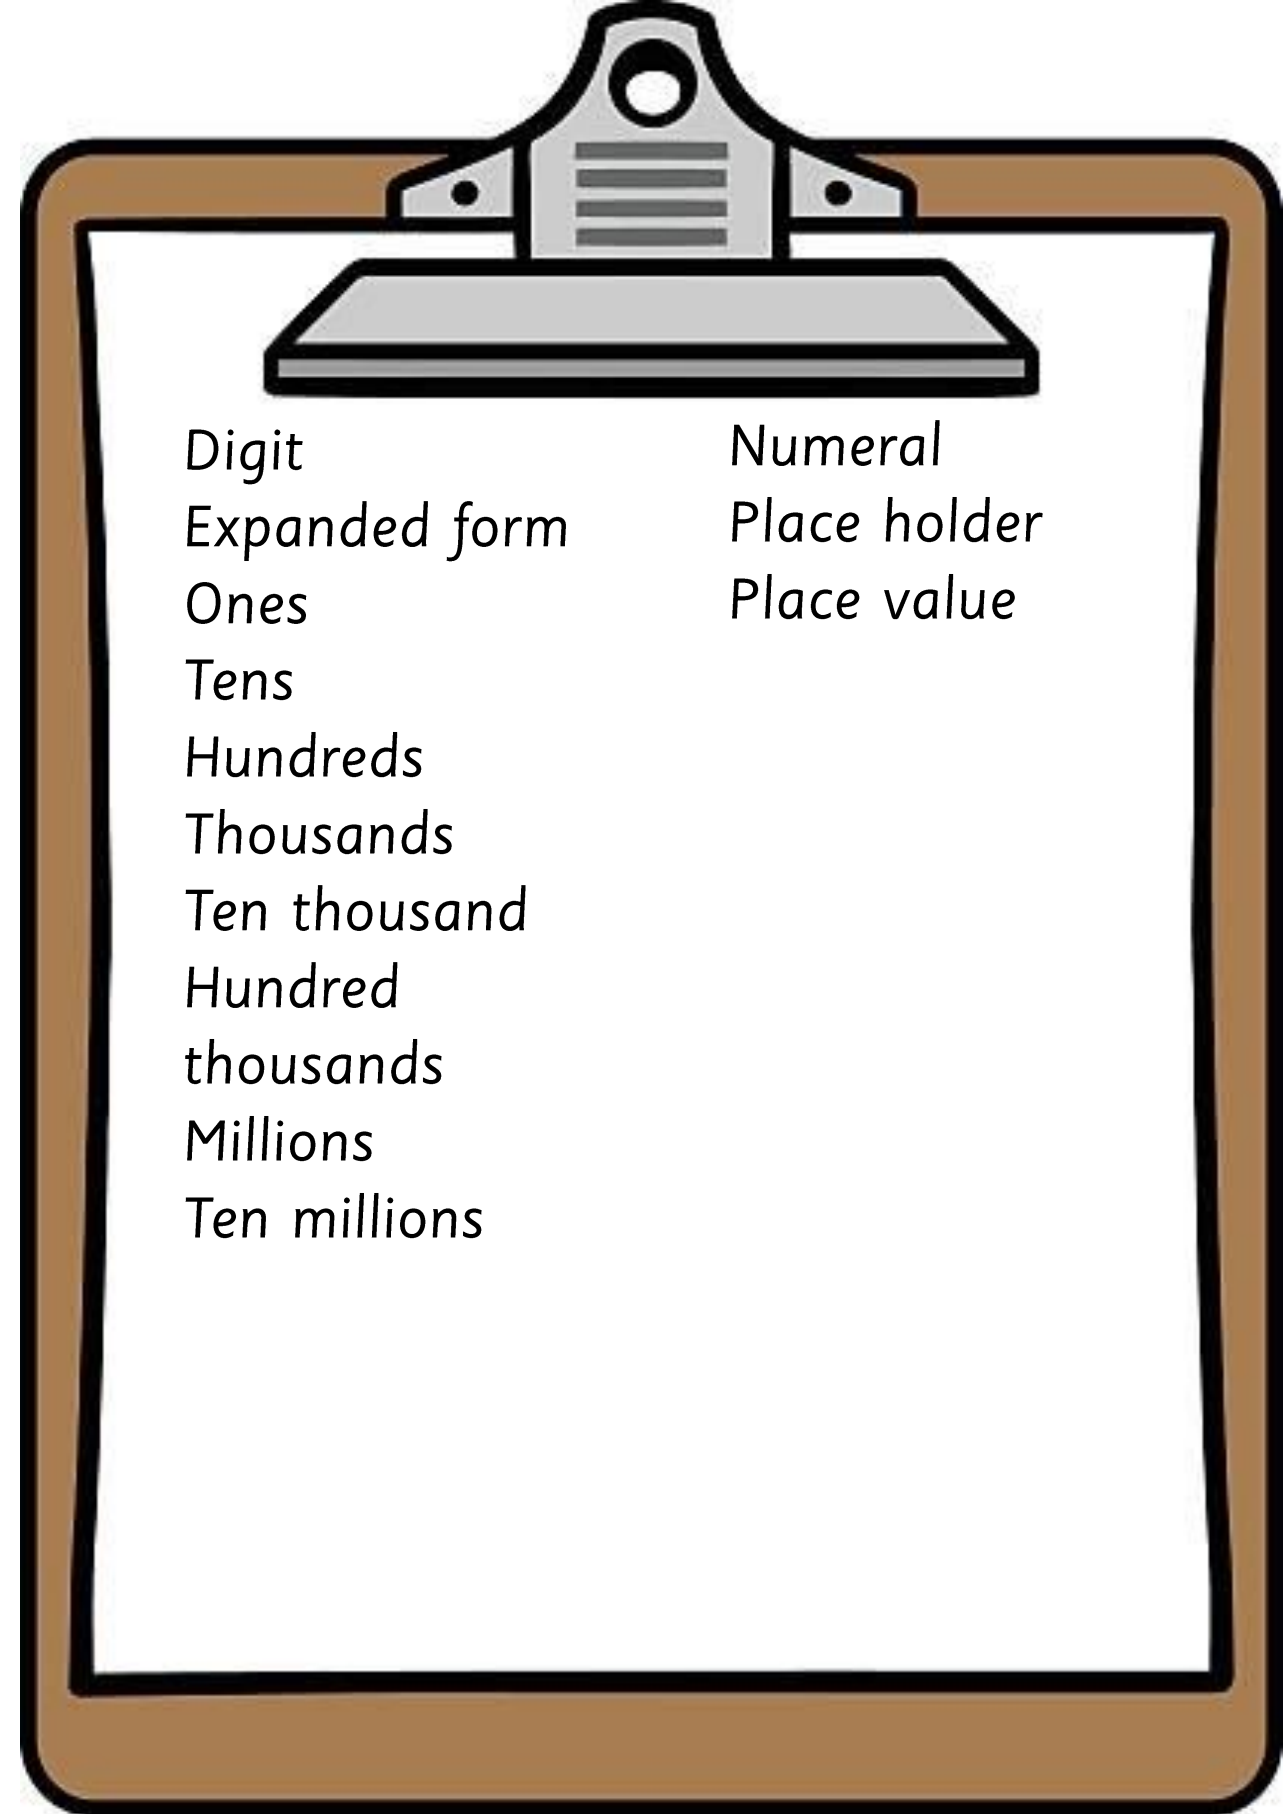 Digit
Expanded form
Ones
Tens
Hundreds
Thousands
Ten thousand
Hundred
thousands
Millions
Ten millions
Numeral
Place holder
Place value